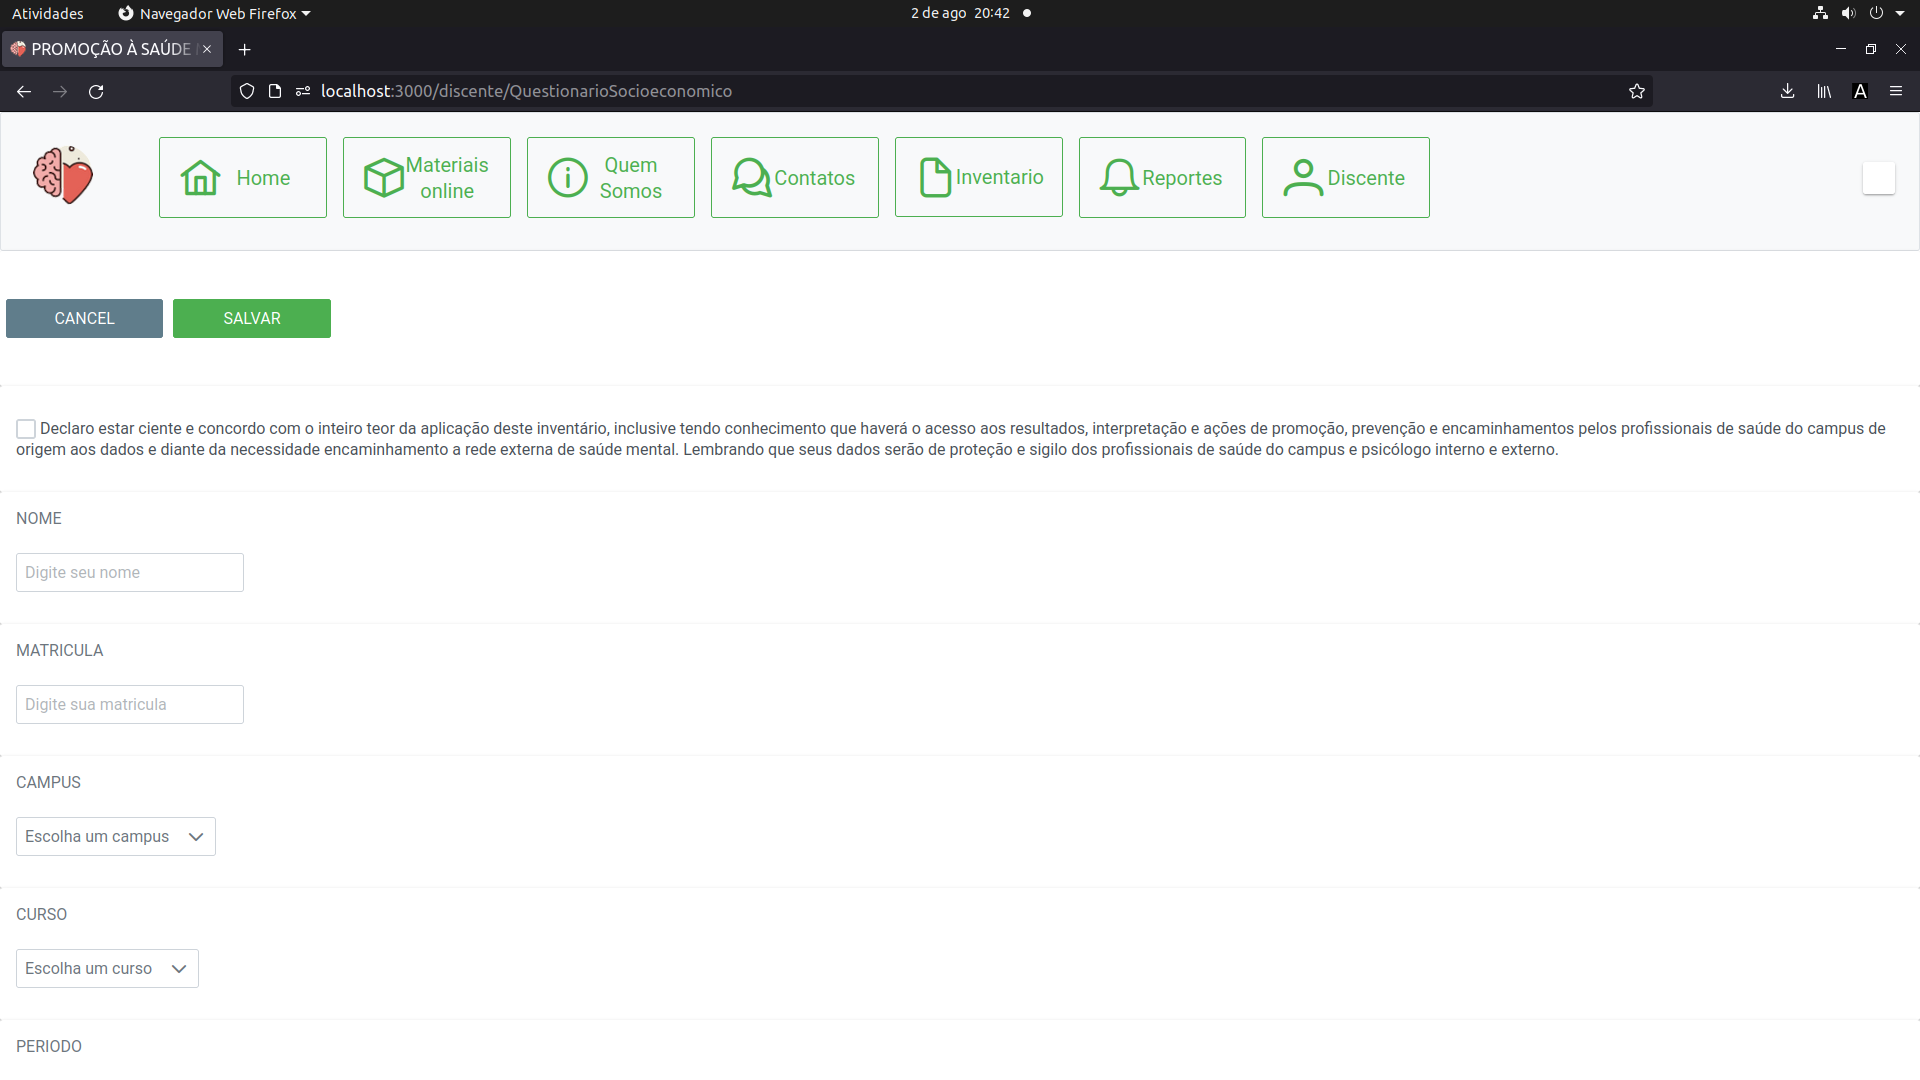 Atividades
Navegador Web Firefox
2 de ago 20:42
PROMOÇÃO À SAÚDE
localhost:3000/discente/QuestionarioSocioeconomico
A
Home
Materiais
online
Quem
Somos
Contatos
Inventario
Reportes
Discente
CANCEL
SALVAR
Declaro estar ciente e concordo com o inteiro teor da aplicação deste inventário, inclusive tendo conhecimento que haverá o acesso aos resultados, interpretação e ações de promoção, prevenção e encaminhamentos pelos profissionais de saúde do campus de
origem aos dados e diante da necessidade encaminhamento a rede externa de saúde mental. Lembrando que seus dados serão de proteção e sigilo dos profissionais de saúde do campus e psicólogo interno e externo.
NOME
Digite seu nome
MATRICULA
Digite sua matricula
CAMPUS
Escolha um campus
CURSO
Escolha um curso
PERIODO